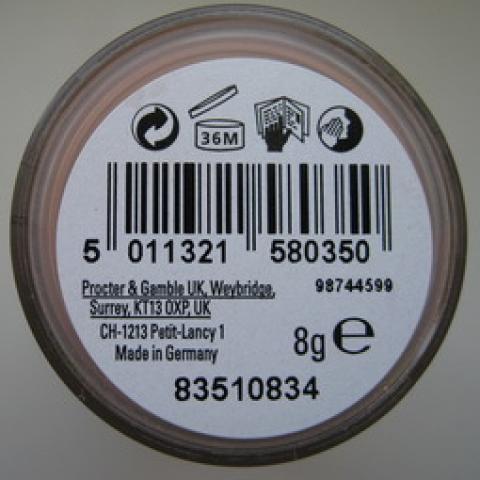 36M
5 011321 580350
Procter & Gamble UK, Weybridge,
Surrey, KT13 0XP, UK
98744599
CH-1213 Petit-Lancy 1
Made in Germany
8g e
83510834